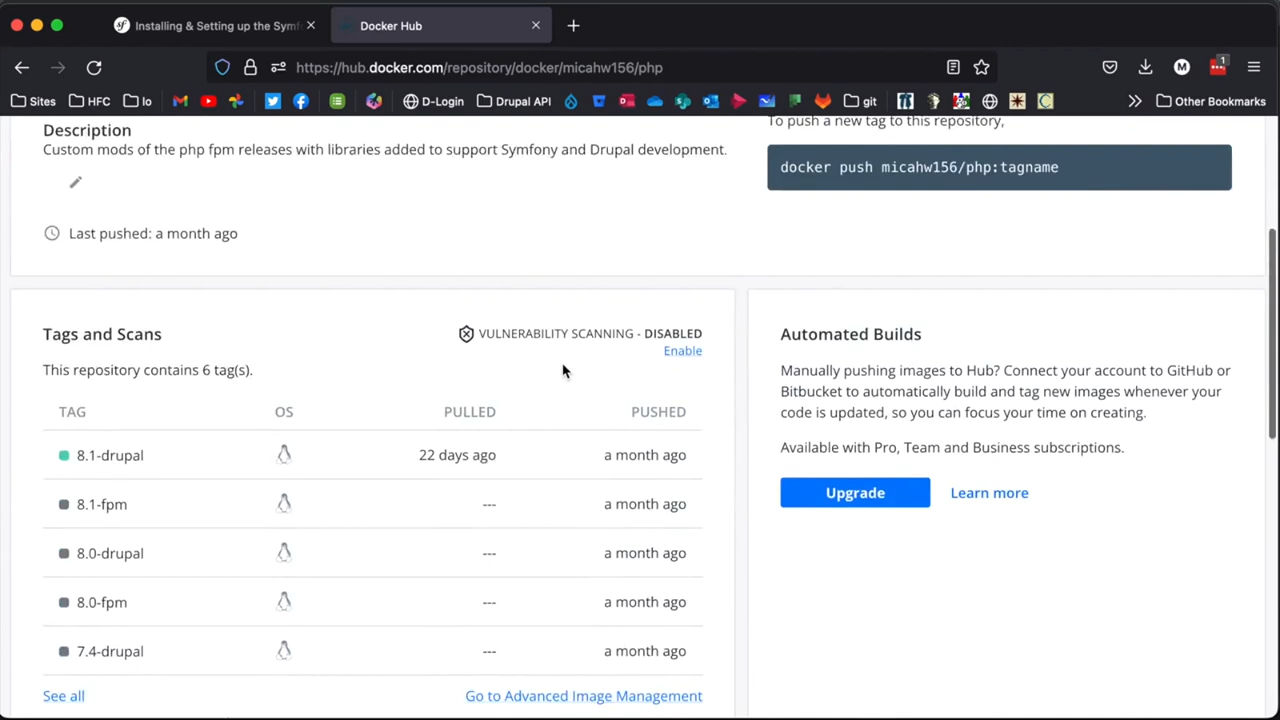 Installing & Setting up the Symf
Docker Hub
https://hub.docker.com/repository/docker/micahw156/php
M
1
Sites
HFC
Io
D-Login
Drupal API
git
Other Bookmarks
Description
Custom mods of the php fpm releases with libraries added to support Symfony and Drupal development.
Last pushed: a month ago
To push a new tag to this repository,
docker push micahw156/php:tagname
Tags and Scans
VULNERABILITY SCANNING - DISABLED
Enable
This repository contains 6 tag(s).
TAG OS PULLED PUSHED
8.1-drupal 22 days ago a month ago
8.1-fpm --- a month ago
8.0-drupal --- a month ago
8.0-fpm --- a month ago
7.4-drupal --- a month ago
See all
Go to Advanced Image Management
Automated Builds
Manually pushing images to Hub? Connect your account to GitHub or
Bitbucket to automatically build and tag new images whenever your
code is updated, so you can focus your time on creating.
Available with Pro, Team and Business subscriptions.
Upgrade
Learn more